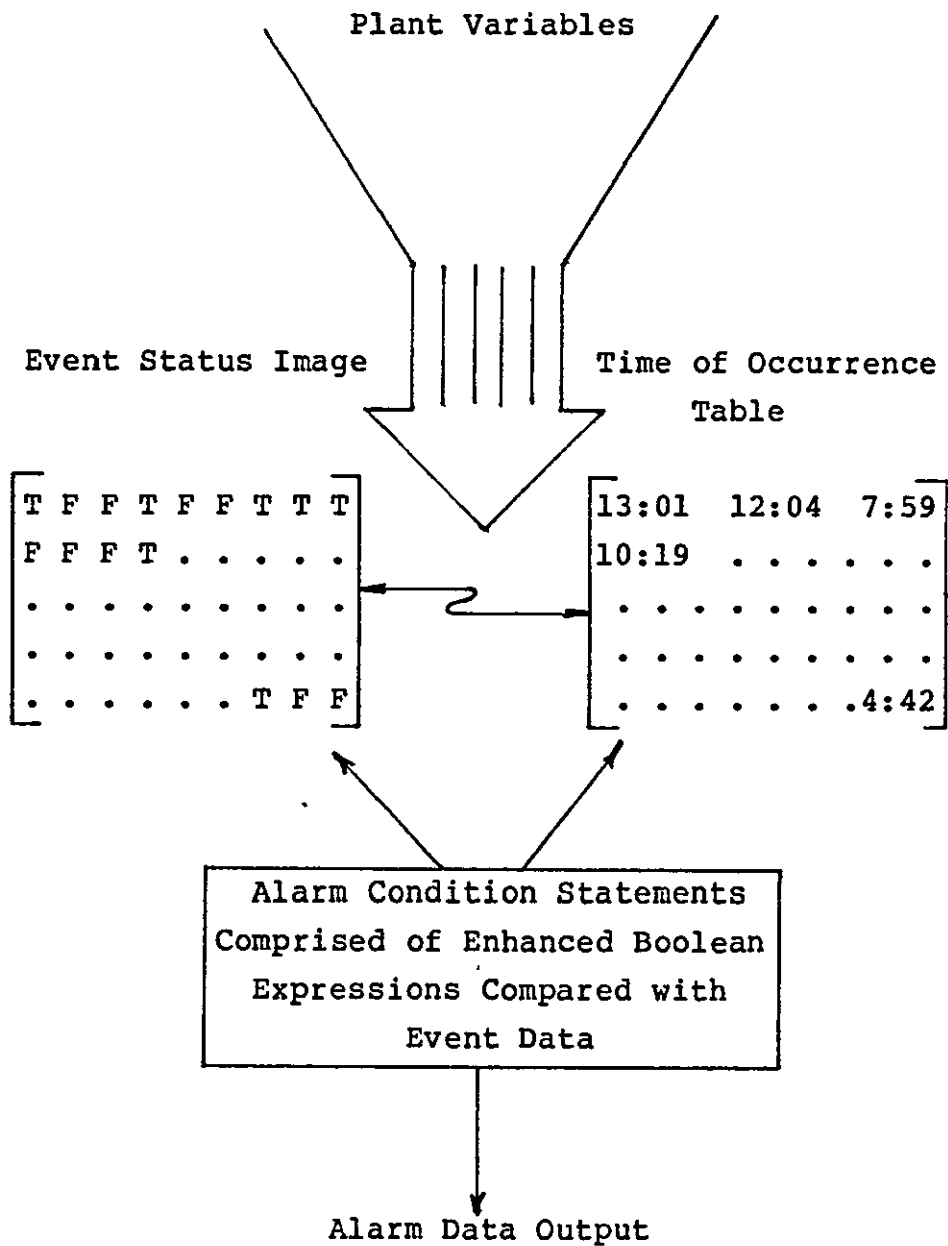 Plant Variables
Event Status Image
Time of Occurrence
Table
T F F T F F T T T
F F F T . . . . .
. . . . . . . . .
. . . . . . . . .
. . . . . . T F F
13:01 12:04 7:59
10:19 . . . . . .
. . . . . . . . .
. . . . . . . . .
. . . . . . .4:42
Alarm Condition Statements
Comprised of Enhanced Boolean
Expressions Compared with
Event Data
Alarm Data Output